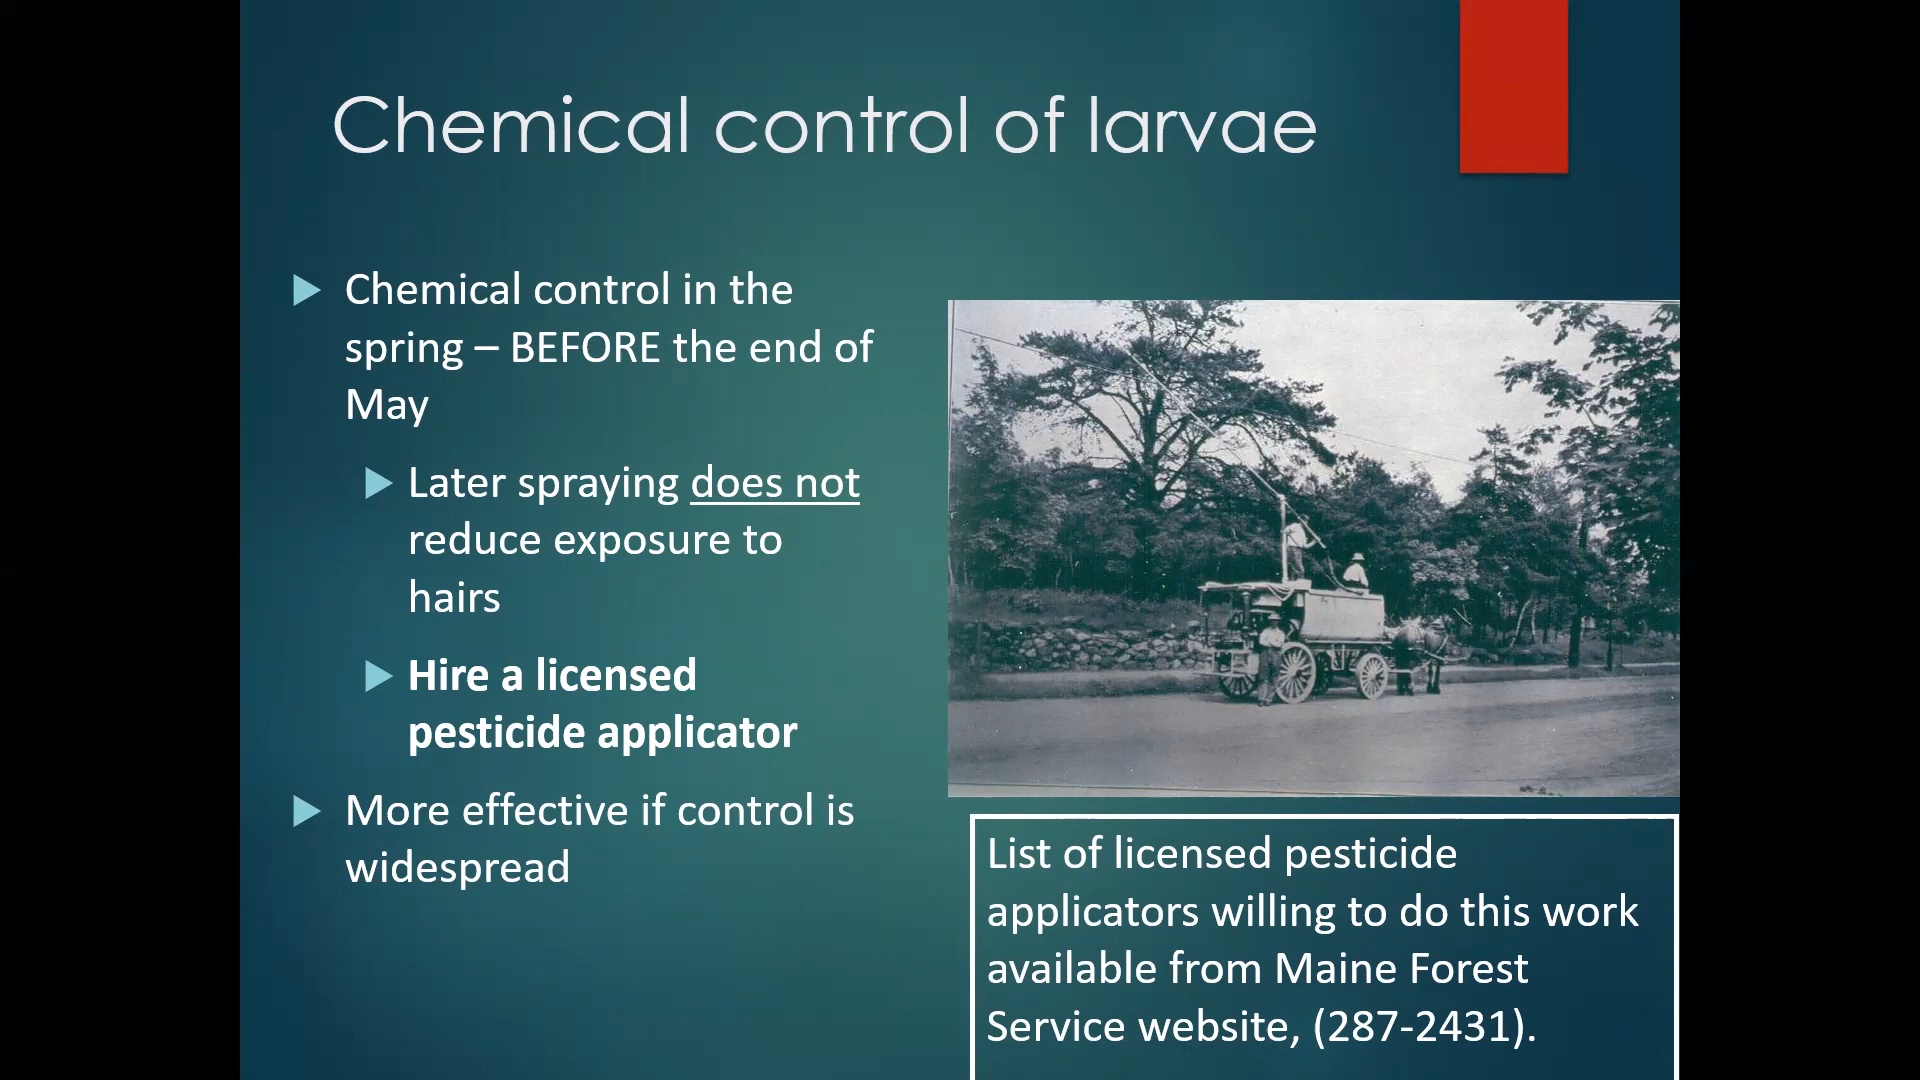 Chemical control of larvae
Chemical control in the
spring – BEFORE the end of
May
Later spraying does not
reduce exposure to
hairs
Hire a licensed
pesticide applicator
More effective if control is
widespread
List of licensed pesticide
applicators willing to do this work
available from Maine Forest
Service website, (287-2431).